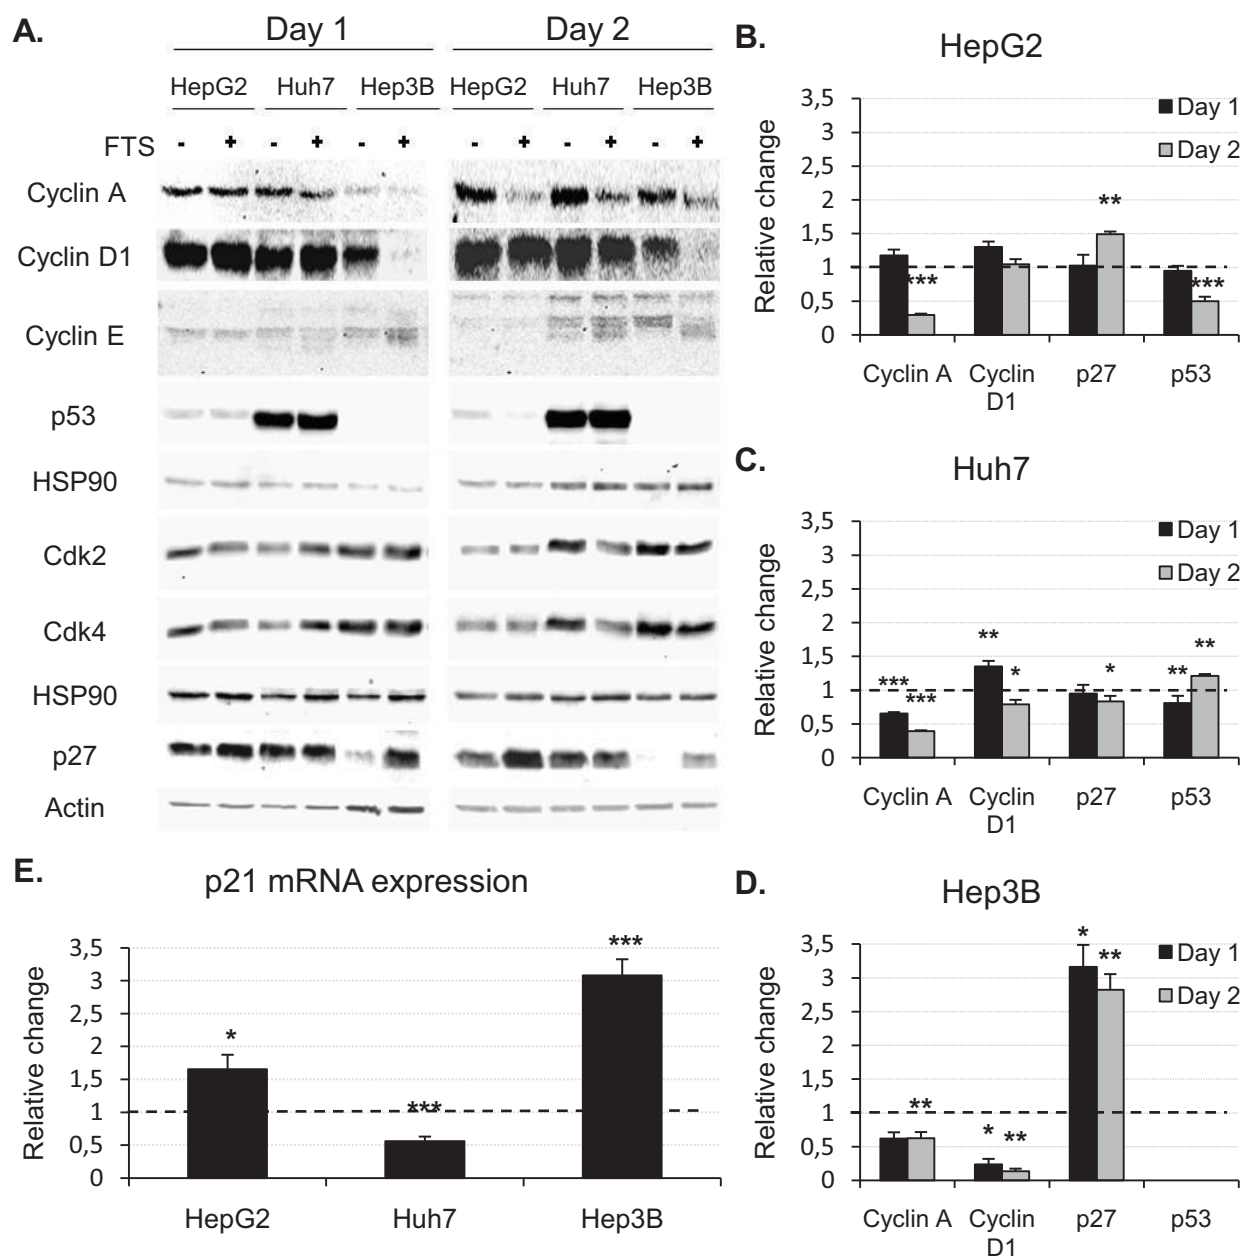 A.
Day 1 Day 2
HepG2 Huh7 Hep3B HepG2 Huh7 Hep3B
FTS - + - + - + - + - + - +
Cyclin A
Cyclin D1
Cyclin E
p53
HSP90
Cdk2
Cdk4
HSP90
p27
Actin
B.
HepG2
Relative change
3,5
3
2,5
2
1,5
1
0,5
0
Day 1
Day 2
***
**
***
Cyclin A Cyclin D1 p27 p53
C.
Huh7
Relative change
3,5
3
2,5
2
1,5
1
0,5
0
Day 1
Day 2
*** *** ** * * ** **
Cyclin A Cyclin D1 p27 p53
D.
Hep3B
Relative change
3,5
3
2,5
2
1,5
1
0,5
0
Day 1
Day 2
** * ** * **
Cyclin A Cyclin D1 p27 p53
E.
p21 mRNA expression
Relative change
3,5
3
2,5
2
1,5
1
0,5
0
* *** ***
HepG2 Huh7 Hep3B